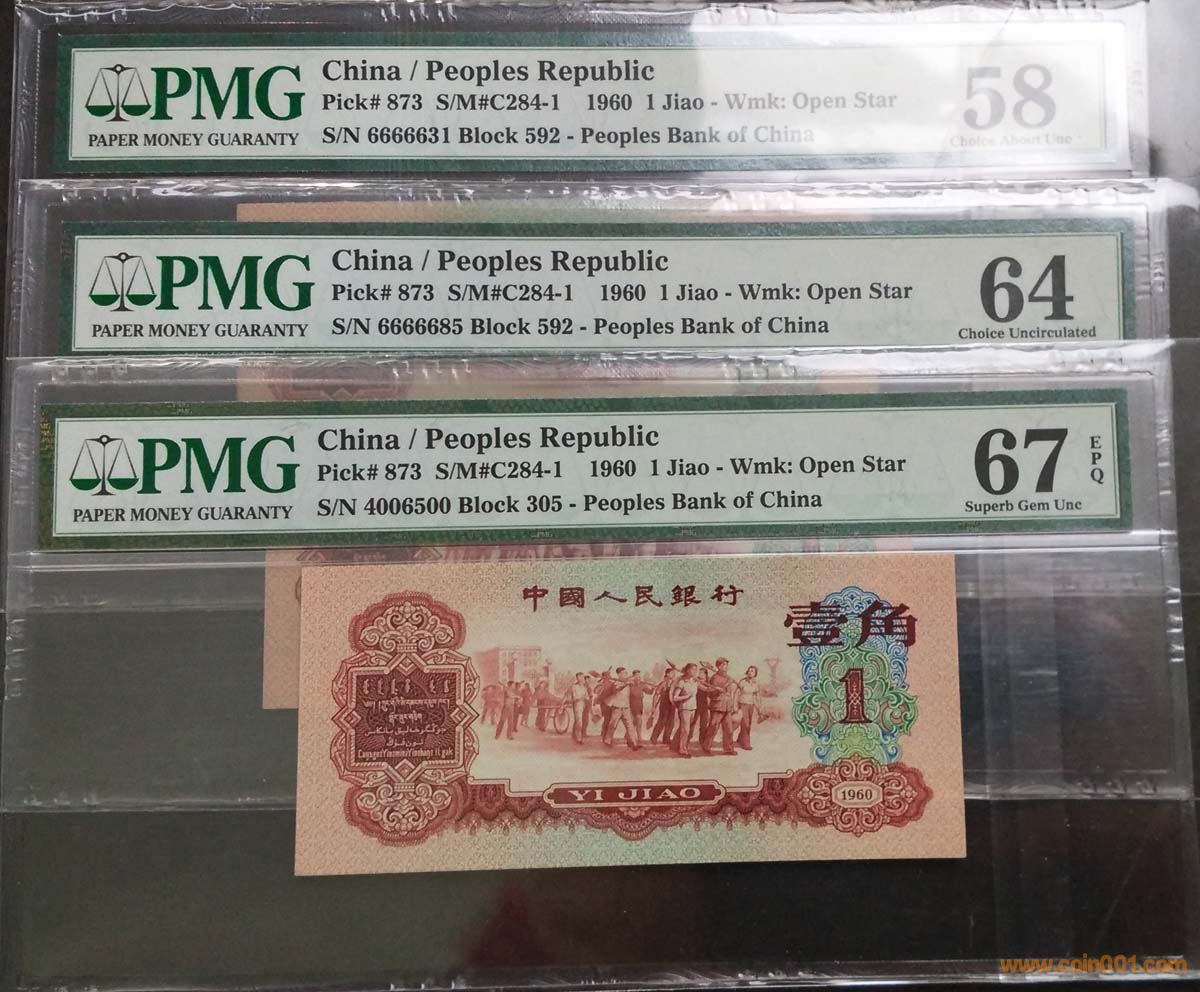 PMG
PAPER MONEY GUARANTY
China / Peoples Republic
Pick# 873 S/M#C284-1 1960 1 Jiao - Wmk: Open Star
S/N 6666631 Block 592 - Peoples Bank of China
58
Choice About Unc
PMG
PAPER MONEY GUARANTY
China / Peoples Republic
Pick# 873 S/M#C284-1 1960 1 Jiao - Wmk: Open Star
S/N 6666685 Block 592 - Peoples Bank of China
64
Choice Uncirculated
PMG
PAPER MONEY GUARANTY
China / Peoples Republic
Pick# 873 S/M#C284-1 1960 1 Jiao - Wmk: Open Star
S/N 4006500 Block 305 - Peoples Bank of China
67
EPQ
Superb Gem Unc
中國人民銀行
壹角
1
YI JIAO
1960
www.coin001.com